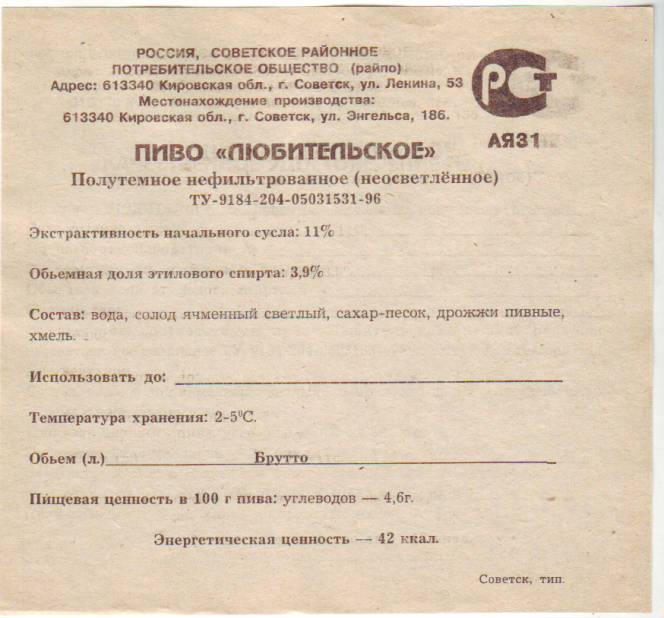 РОССИЯ, СОВЕТСКОЕ РАЙОННОЕ
ПОТРЕБИТЕЛЬСКОЕ ОБЩЕСТВО (райпо)
Адрес: 613340 Кировская обл., г. Советск, ул. Ленина, 53
Местонахождение производства:
613340 Кировская обл., г. Советск, ул. Энгельса, 186.
РСТ
АЯ31
ПИВО «ЛЮБИТЕЛЬСКОЕ»
Полутемное нефильтрованное (неосветлённое)
ТУ-9184-204-05031531-96
Экстрактивность начального сусла: 11%
Обьемная доля этилового спирта: 3,9%
Состав: вода, солод ячменный светлый, сахар-песок, дрожжи пивные,
хмель.
Использовать до:
Температура хранения: 2-5°С.
Обьем (л.) Брутто
Пищевая ценность в 100 г пива: углеводов — 4,6г.
Энергетическая ценность — 42 ккал.
Советск, тип.